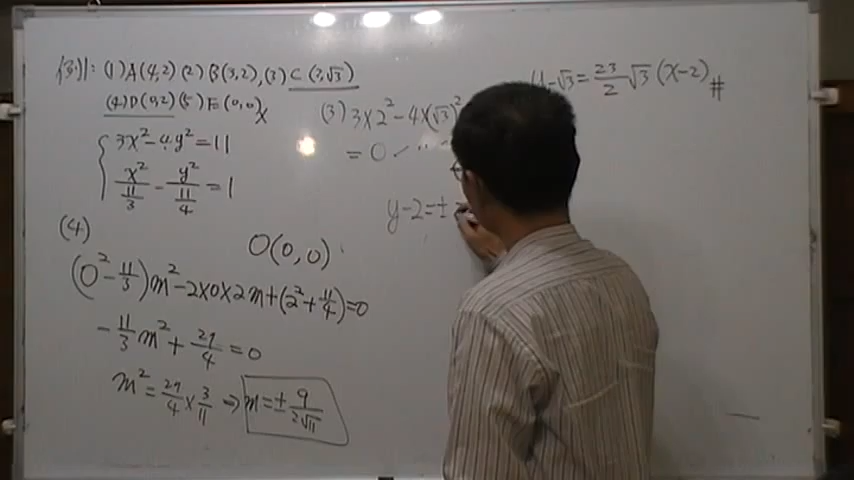 例1: (1) A(4,2) (2) B(3,2), (3) C(2,√3)
(4) D(0,2) (5) E(0,0)
3x²-4y²=11
x²/(11/3) - y²/(11/4) = 1
(3) 3×2²-4×(√3)²
=0 ✓
y-2=±
y-√3=23/2√3(x-2) #
(4)
O(0,0)
(0²-11/3)m²-2×0×2m+(2²+11/4)=0
-11/3m²+27/4=0
m²=27/4×3/11⇒m=±9/2√11